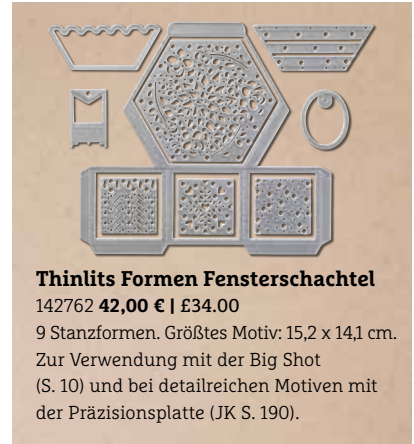 Thinlits Formen Fensterschachtel
142762 42,00 € | £34.00
9 Stanzformen. Größtes Motiv: 15,2 x 14,1 cm.
Zur Verwendung mit der Big Shot
(S. 10) und bei detailreichen Motiven mit
der Präzisionsplatte (JK S. 190).